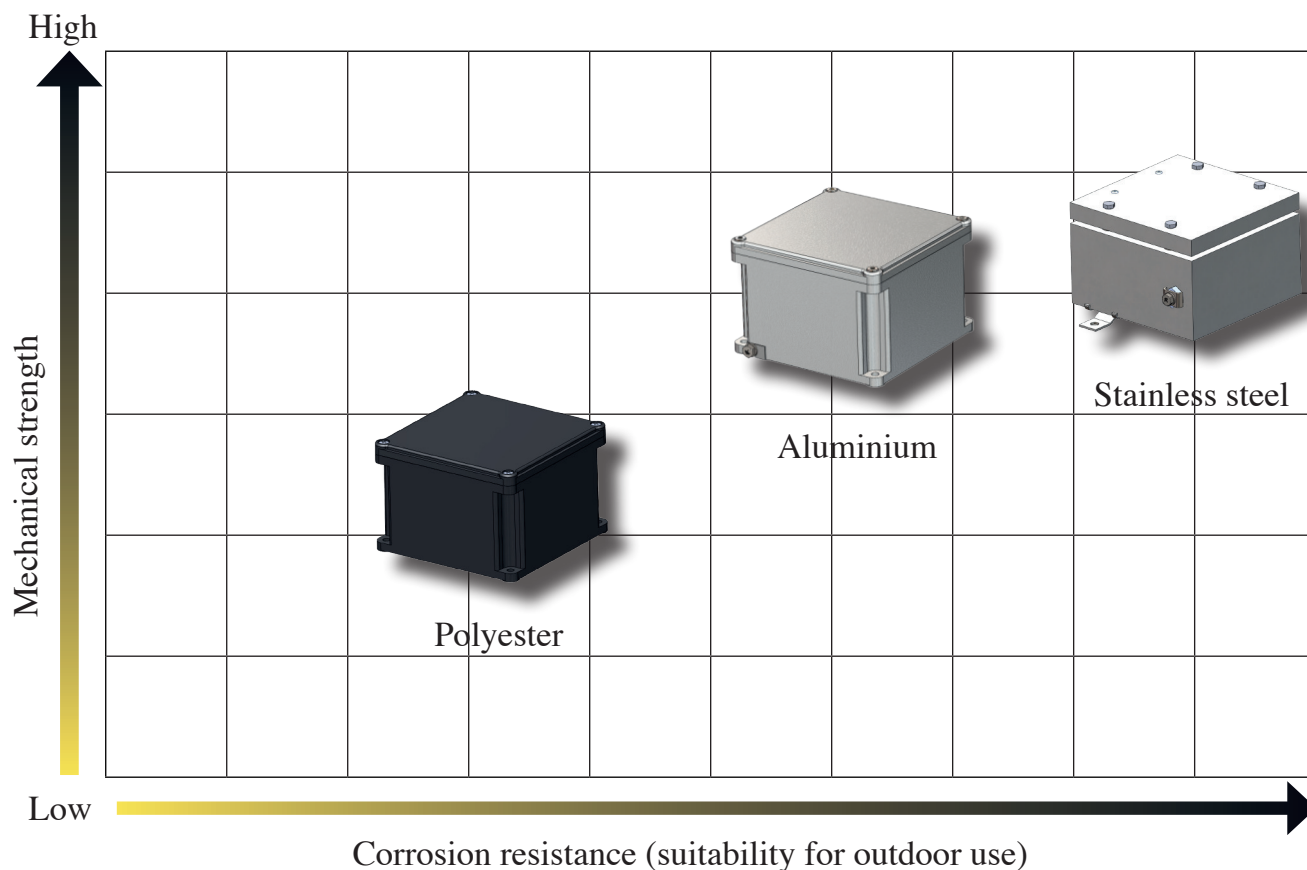 High
Mechanical strength
Stainless steel
Aluminium
Polyester
Low
Corrosion resistance (suitability for outdoor use)